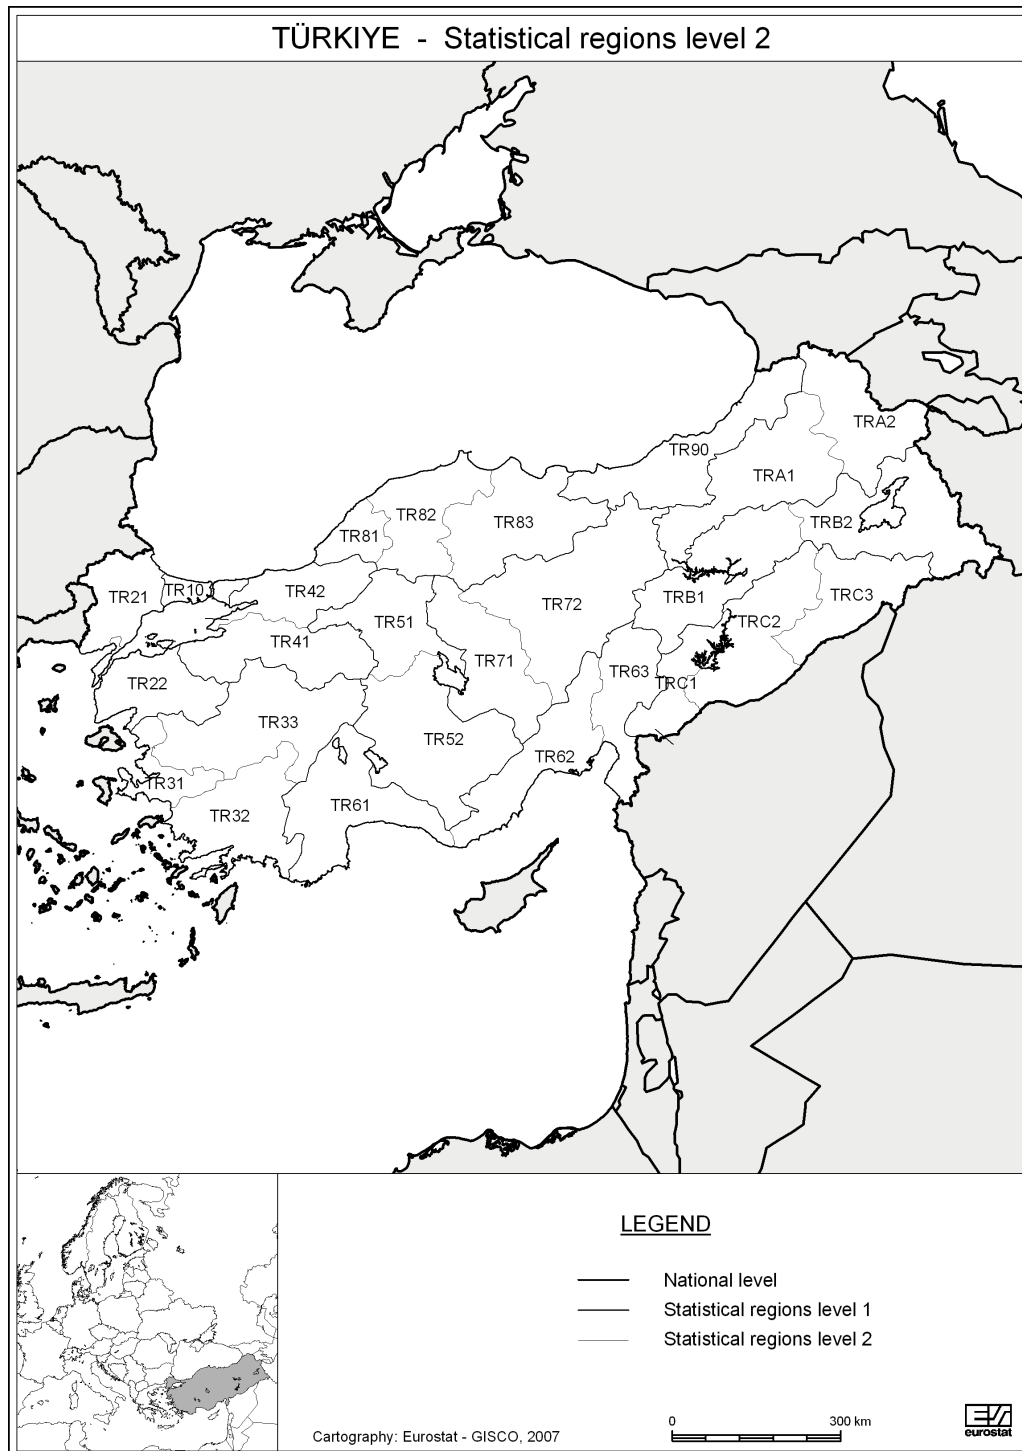 TÜRKIYE - Statistical regions level 2
TRA2
TR90
TRA1
TR82
TR83
TRB2
TR81
TR21
TR10
TR42
TR72
TRB1
TRC3
TR51
TRC2
TR41
TR71
TR63
TR22
TRC1
TR33
TR52
TR62
TR31
TR61
TR32
LEGEND
National level
Statistical regions level 1
Statistical regions level 2
0 300 km
Cartography: Eurostat - GISCO, 2007
eurostat